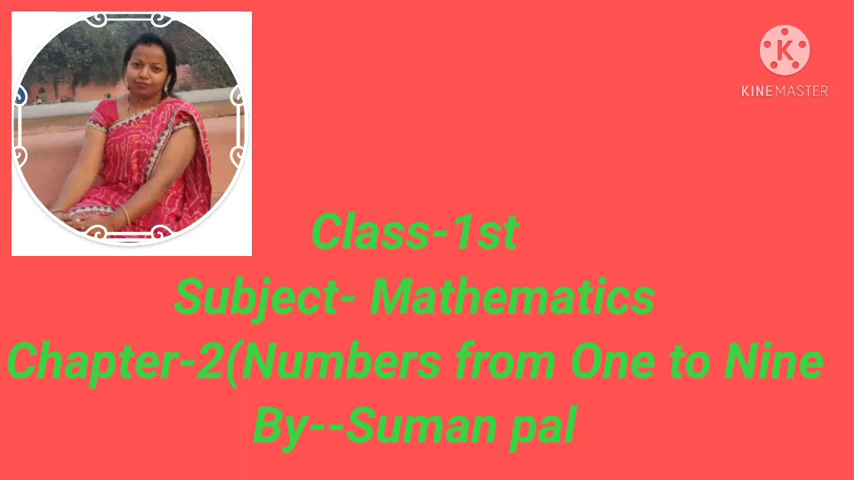 KINEMASTER
Class-1st
Subject- Mathematics
Chapter-2(Numbers from One to Nine
By--Suman pal